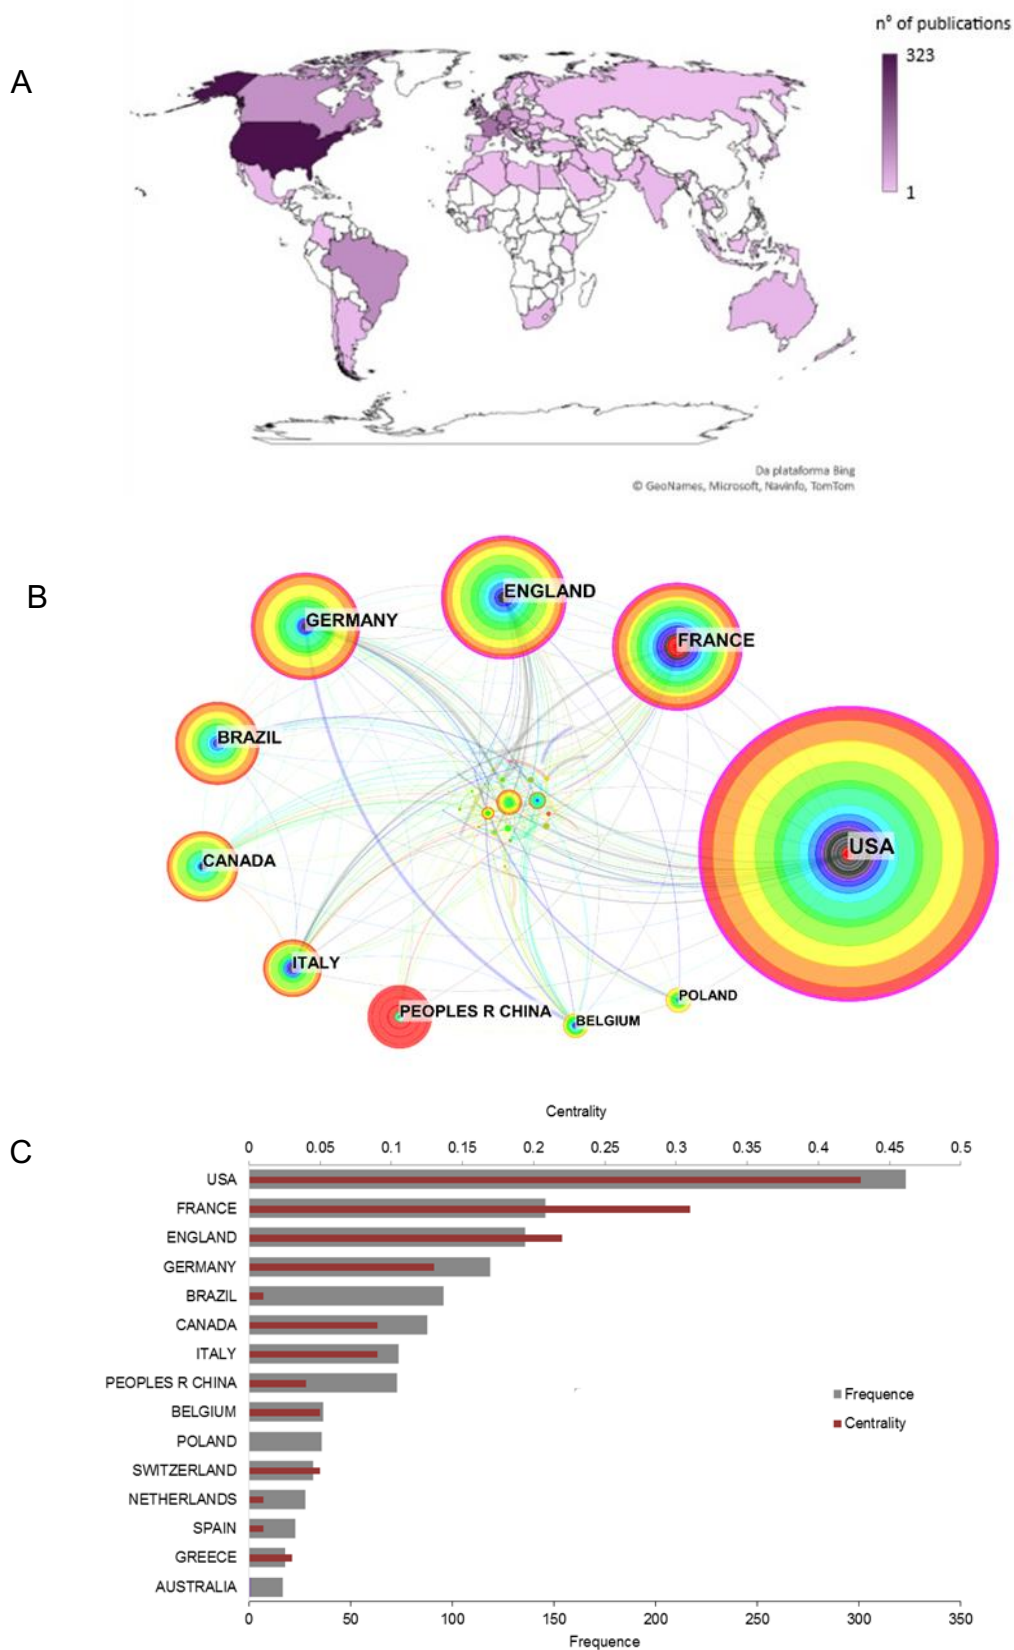 A
n° of publications
323
1
Da plataforma Bing
© GeoNames, Microsoft, Navinfo, TomTom
B
ENGLAND
GERMANY
FRANCE
BRAZIL
USA
CANADA
ITALY
PEOPLES R CHINA
BELGIUM
POLAND
C
Centrality
0 0.05 0.1 0.15 0.2 0.25 0.3 0.35 0.4 0.45 0.5
USA
FRANCE
ENGLAND
GERMANY
BRAZIL
CANADA
ITALY
PEOPLES R CHINA
BELGIUM
POLAND
SWITZERLAND
NETHERLANDS
SPAIN
GREECE
AUSTRALIA
Frequence
Centrality
0 50 100 150 200 250 300 350
Frequence